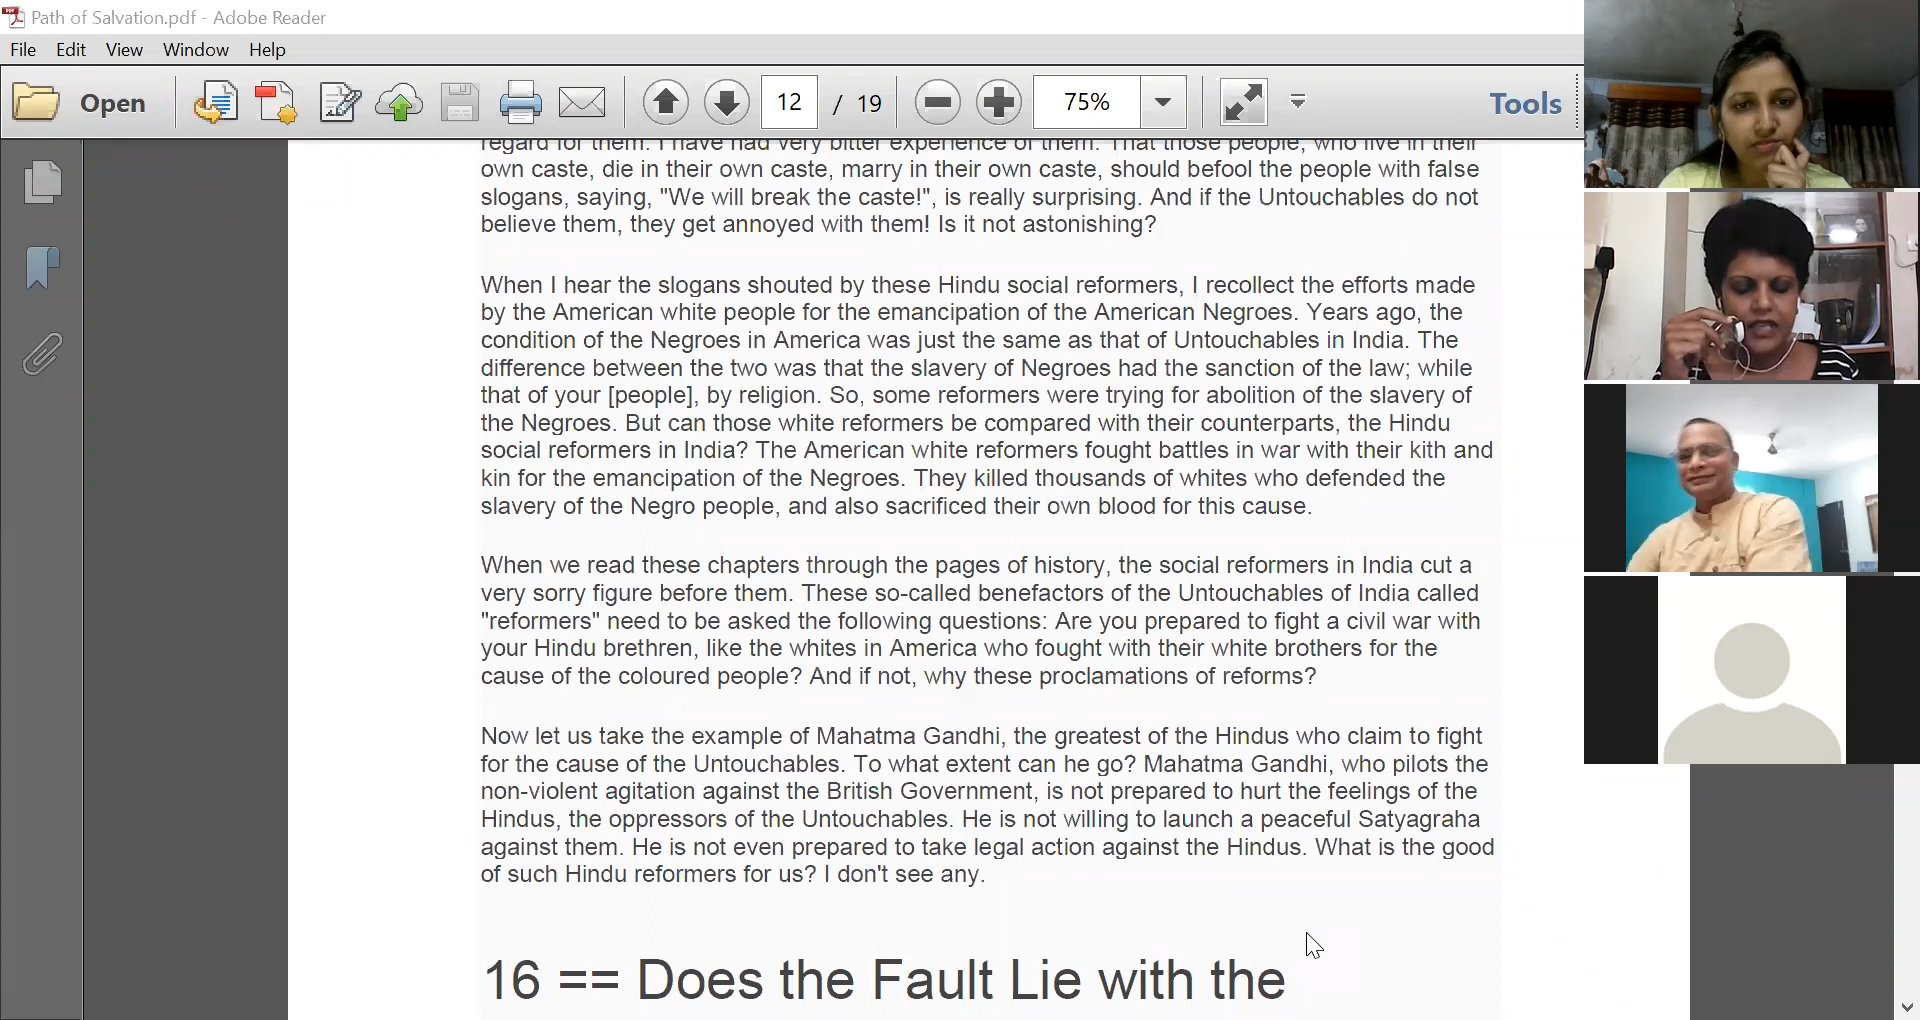 Path of Salvation.pdf - Adobe Reader
File Edit View Window Help
Open 12 / 19 75% Tools
regard for them. I have had very bitter experience of them. That those people, who live in their
own caste, die in their own caste, marry in their own caste, should befool the people with false
slogans, saying, "We will break the caste!", is really surprising. And if the Untouchables do not
believe them, they get annoyed with them! Is it not astonishing?
When I hear the slogans shouted by these Hindu social reformers, I recollect the efforts made
by the American white people for the emancipation of the American Negroes. Years ago, the
condition of the Negroes in America was just the same as that of Untouchables in India. The
difference between the two was that the slavery of Negroes had the sanction of the law; while
that of your [people], by religion. So, some reformers were trying for abolition of the slavery of
the Negroes. But can those white reformers be compared with their counterparts, the Hindu
social reformers in India? The American white reformers fought battles in war with their kith and
kin for the emancipation of the Negroes. They killed thousands of whites who defended the
slavery of the Negro people, and also sacrificed their own blood for this cause.
When we read these chapters through the pages of history, the social reformers in India cut a
very sorry figure before them. These so-called benefactors of the Untouchables of India called
"reformers" need to be asked the following questions: Are you prepared to fight a civil war with
your Hindu brethren, like the whites in America who fought with their white brothers for the
cause of the coloured people? And if not, why these proclamations of reforms?
Now let us take the example of Mahatma Gandhi, the greatest of the Hindus who claim to fight
for the cause of the Untouchables. To what extent can he go? Mahatma Gandhi, who pilots the
non-violent agitation against the British Government, is not prepared to hurt the feelings of the
Hindus, the oppressors of the Untouchables. He is not willing to launch a peaceful Satyagraha
against them. He is not even prepared to take legal action against the Hindus. What is the good
of such Hindu reformers for us? I don't see any.
16 == Does the Fault Lie with the